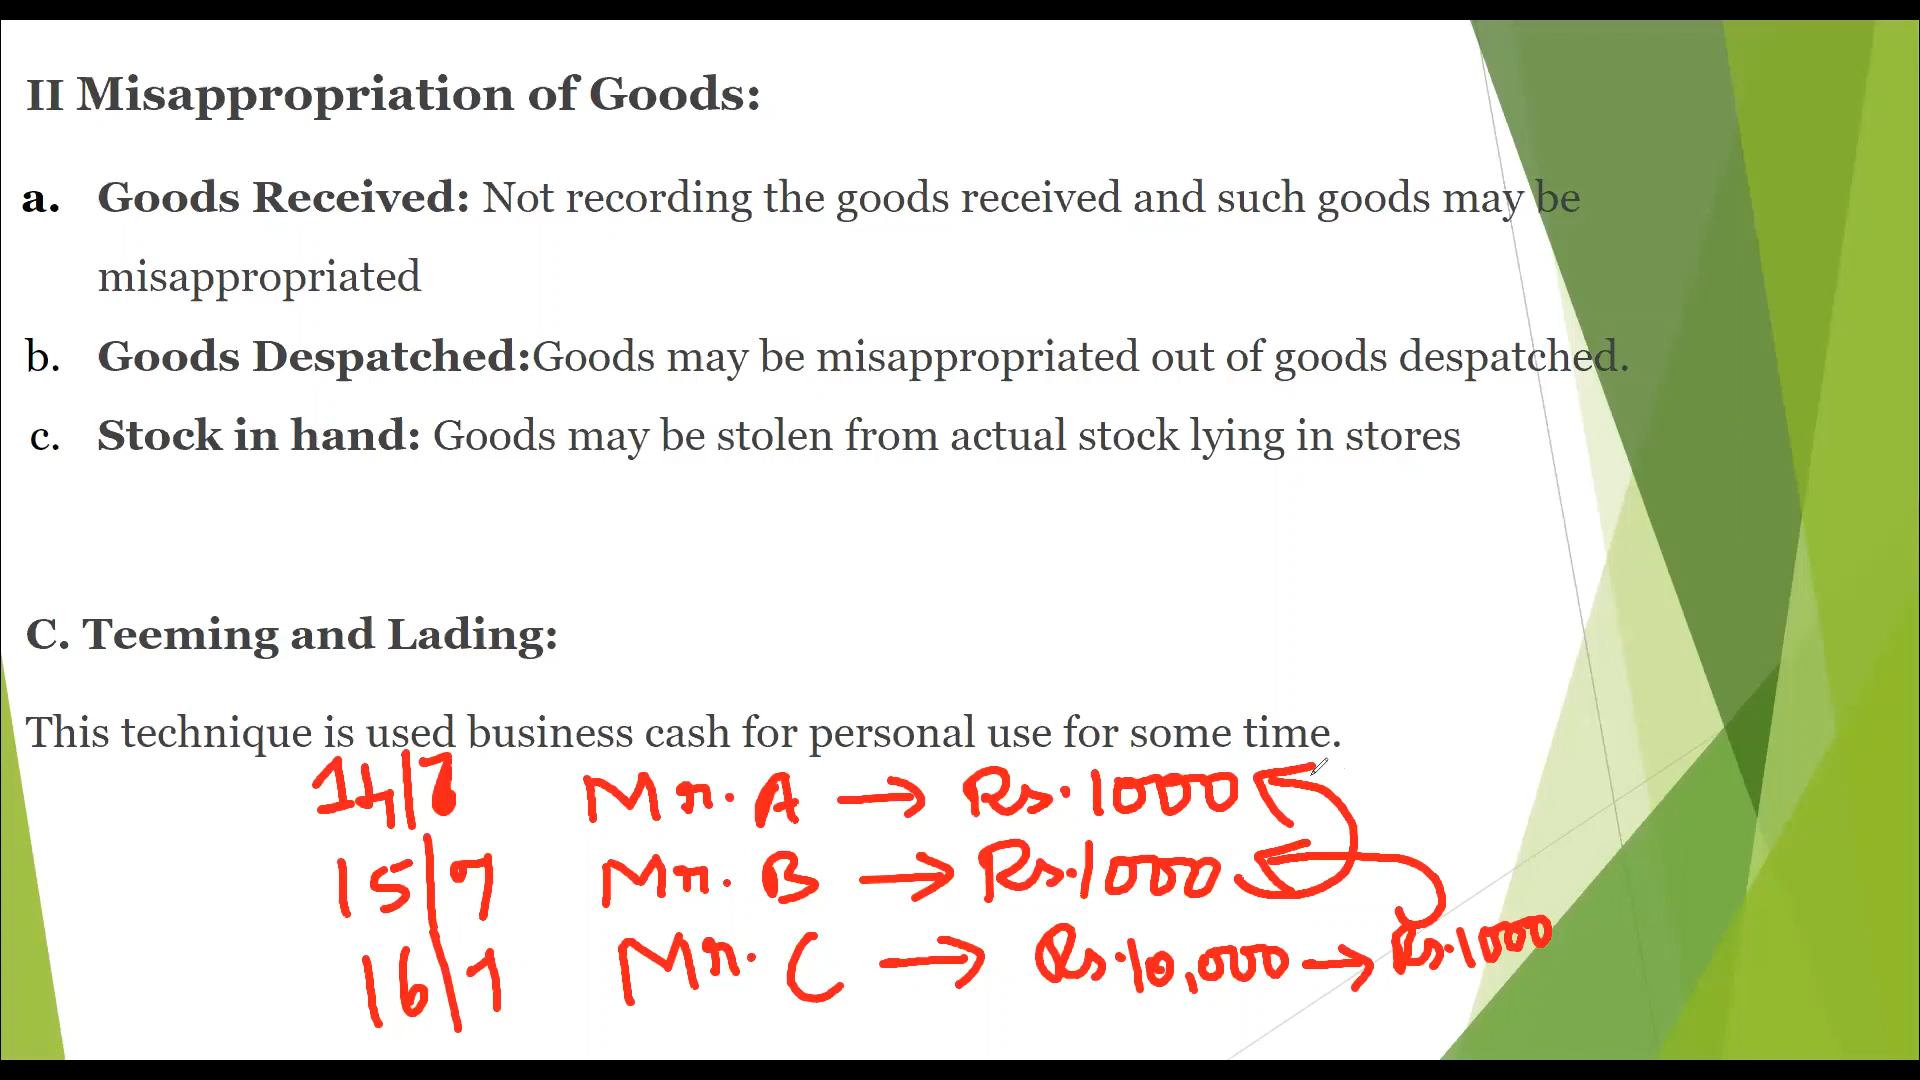 II Misappropriation of Goods:
a. Goods Received: Not recording the goods received and such goods may be
misappropriated
b. Goods Despatched:Goods may be misappropriated out of goods despatched.
c. Stock in hand: Goods may be stolen from actual stock lying in stores
C. Teeming and Lading:
This technique is used business cash for personal use for some time.
14/7 Mr. A → Rs.1000
15/7 Mr. B → Rs.1000
16/7 Mr. C → Rs.10,000 → Rs.1000